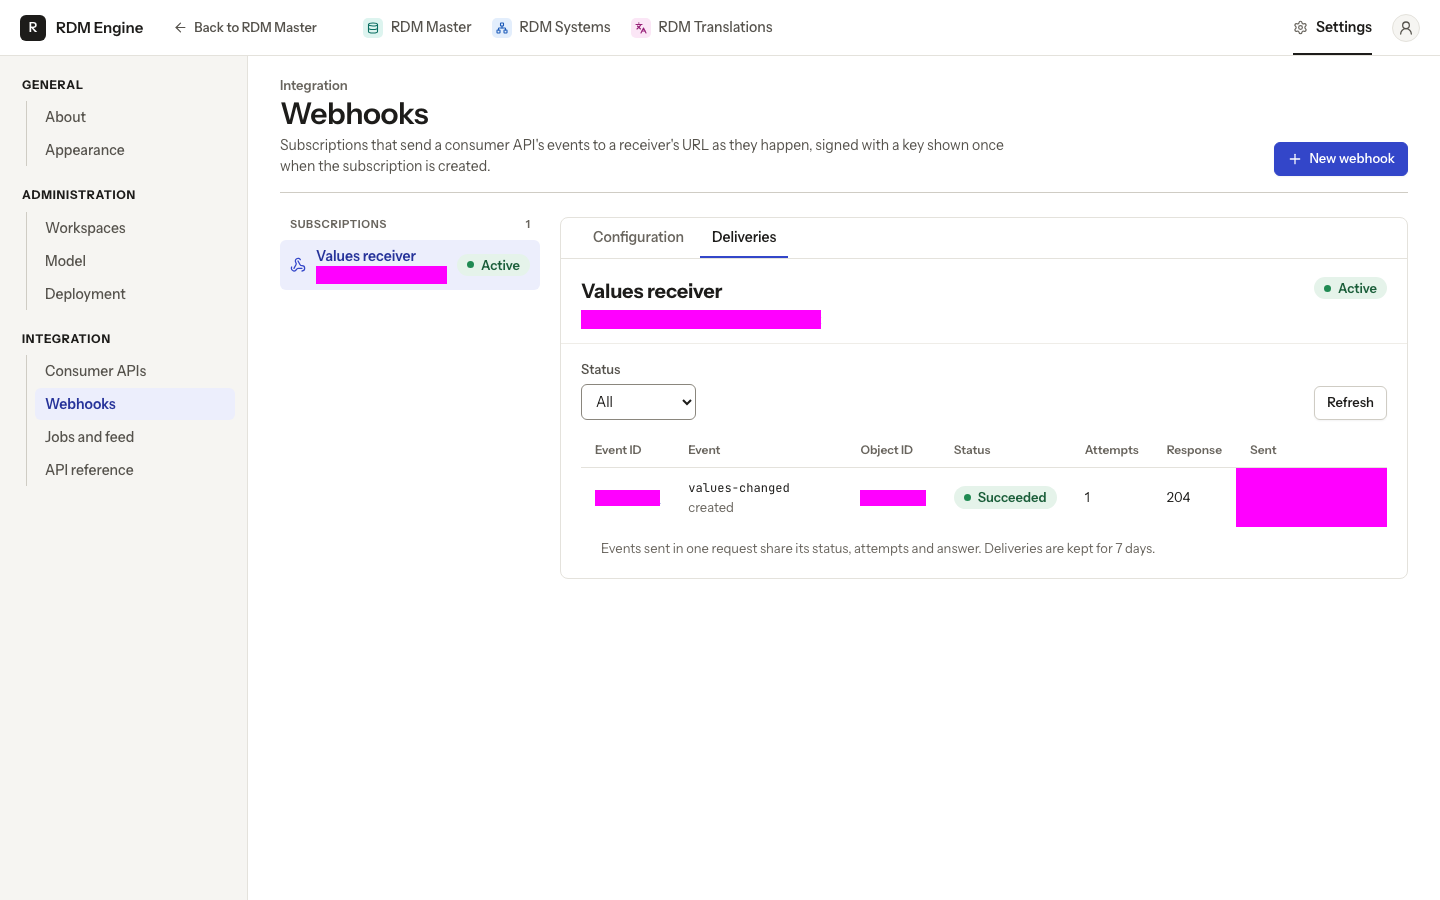 R RDM Engine
Back to RDM Master
RDM Master
RDM Systems
RDM Translations
Settings
GENERAL
About
Appearance
ADMINISTRATION
Workspaces
Model
Deployment
INTEGRATION
Consumer APIs
Webhooks
Jobs and feed
API reference
Integration
Webhooks
Subscriptions that send a consumer API's events to a receiver's URL as they happen, signed with a key shown once
when the subscription is created.
New webhook
SUBSCRIPTIONS 1
Values receiver
Active
Configuration
Deliveries
Values receiver
Active
Status
All
Refresh
Event ID Event Object ID Status Attempts Response Sent
values-changed
created
Succeeded
1
204
Events sent in one request share its status, attempts and answer. Deliveries are kept for 7 days.